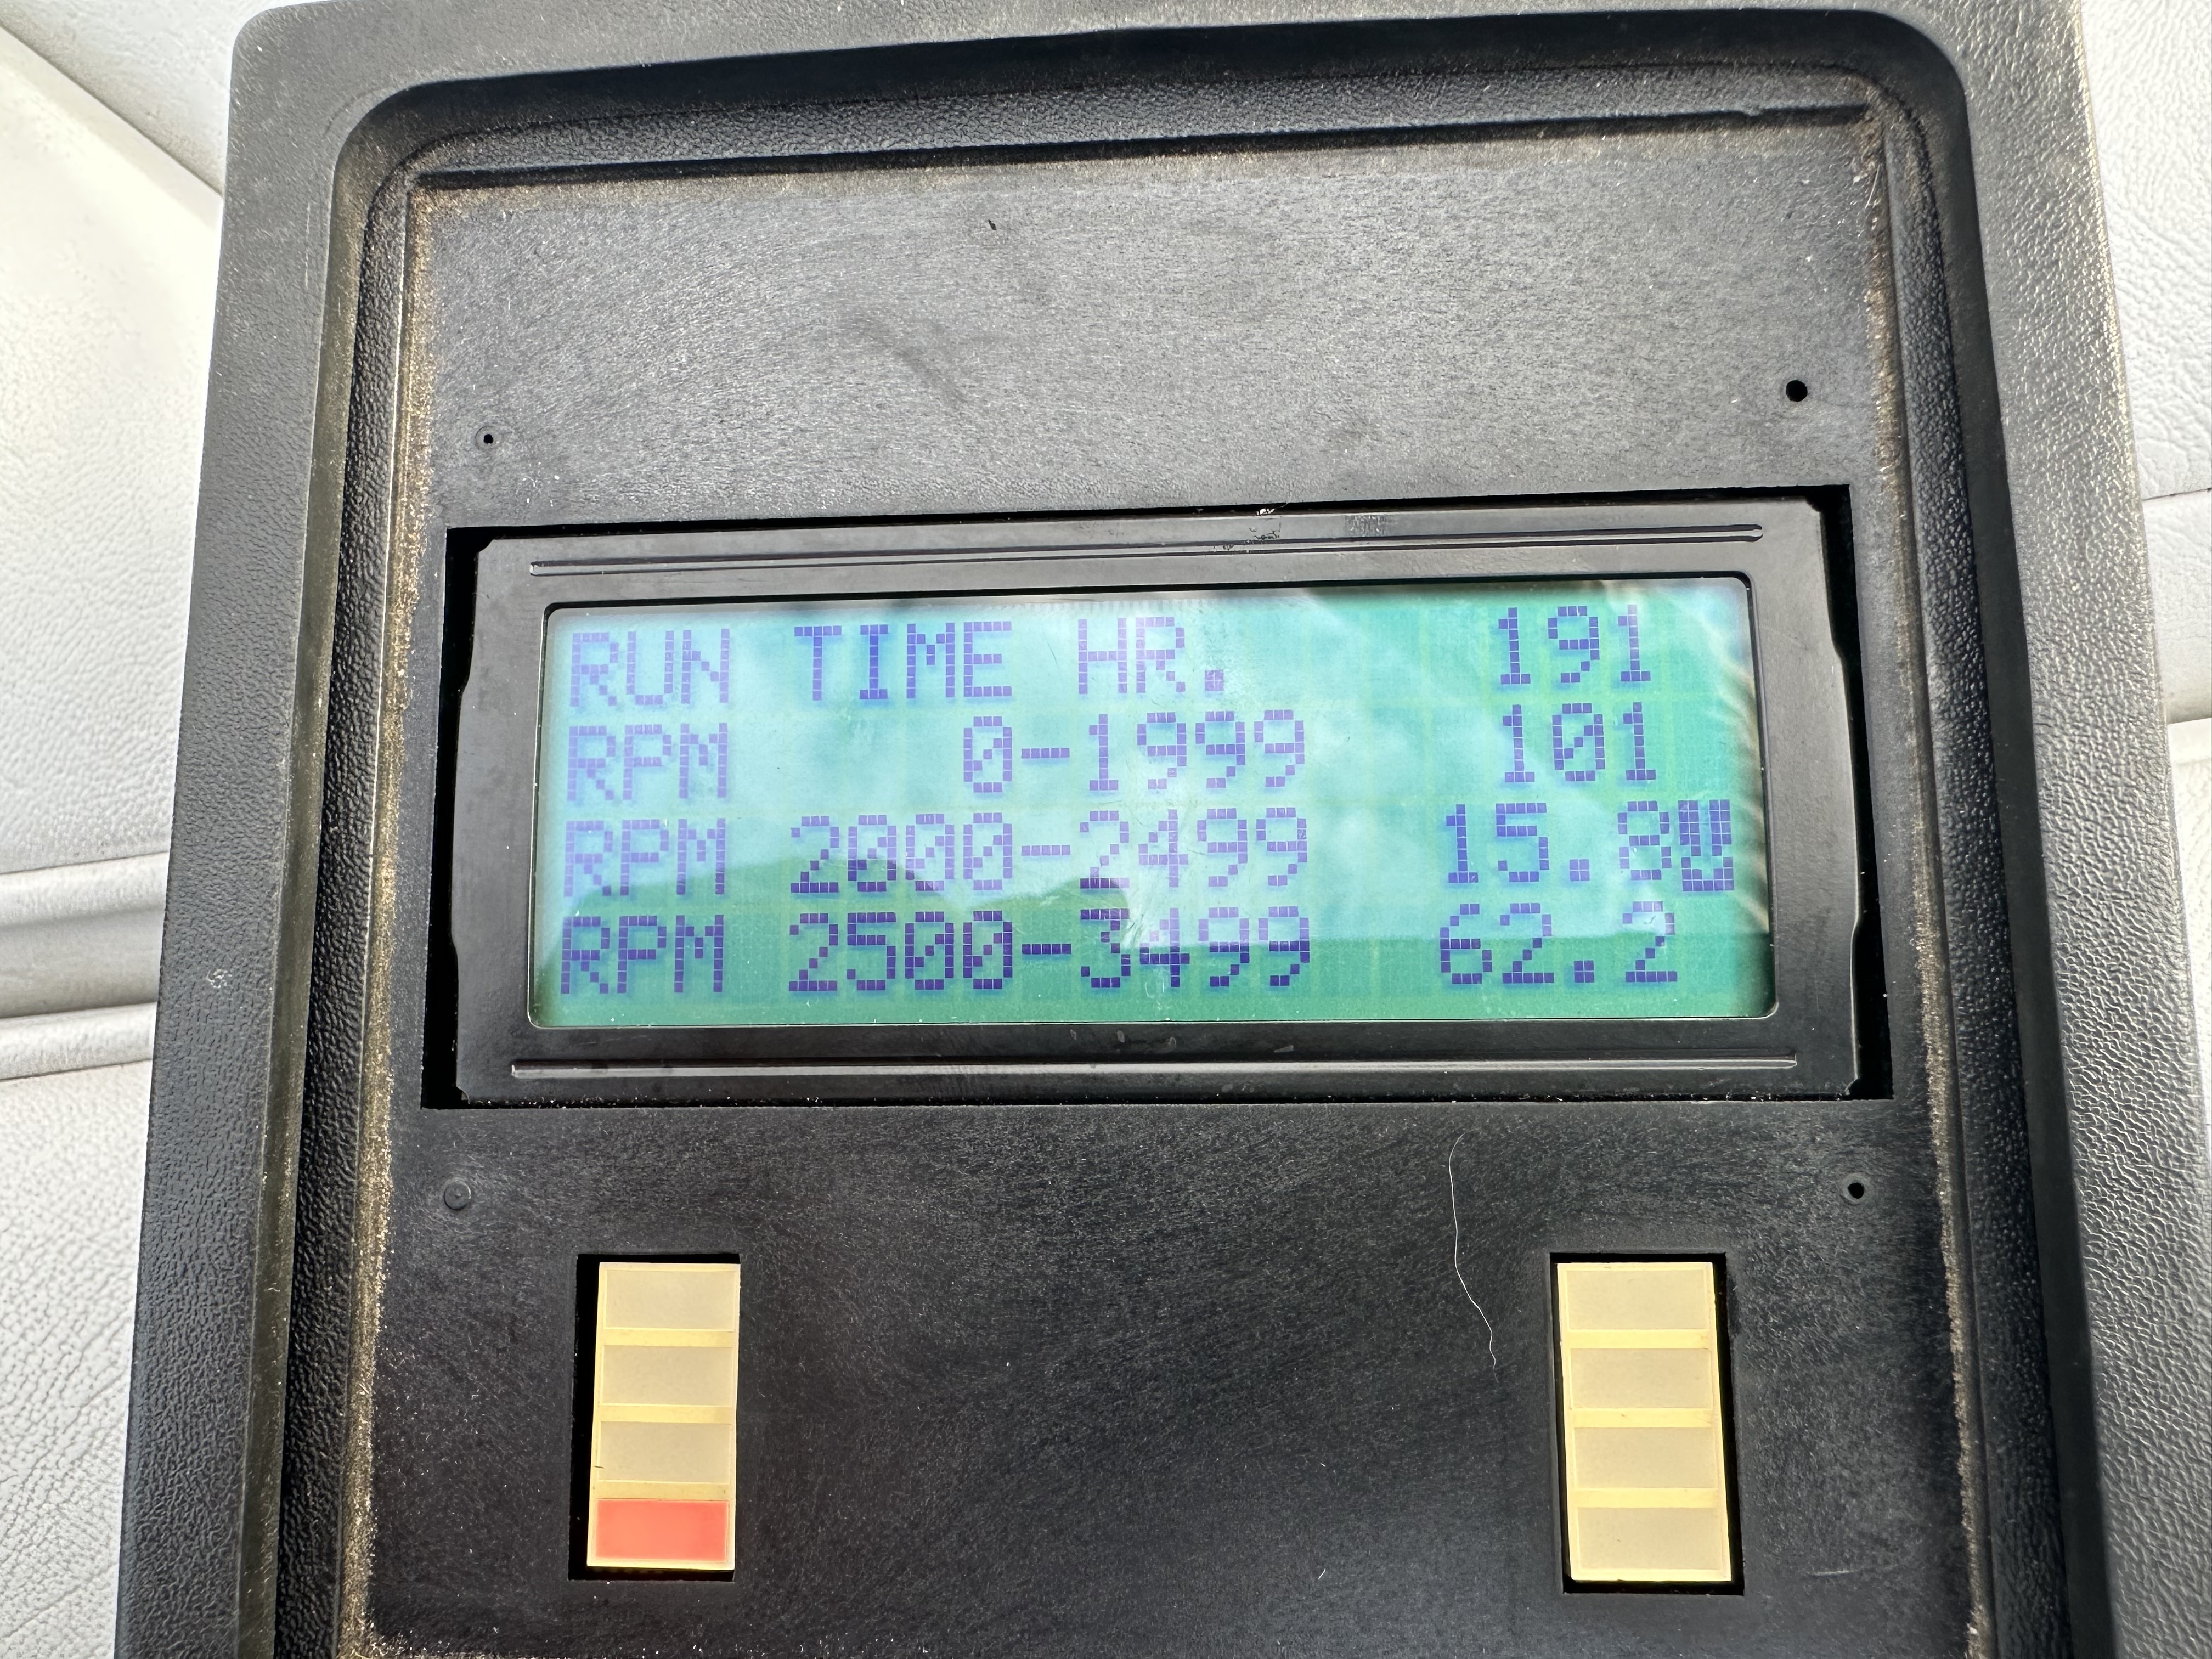 RUN TIME HR. 191
RPM 0-1999 101
RPM 2000-2499 15.8
RPM 2500-3499 62.2